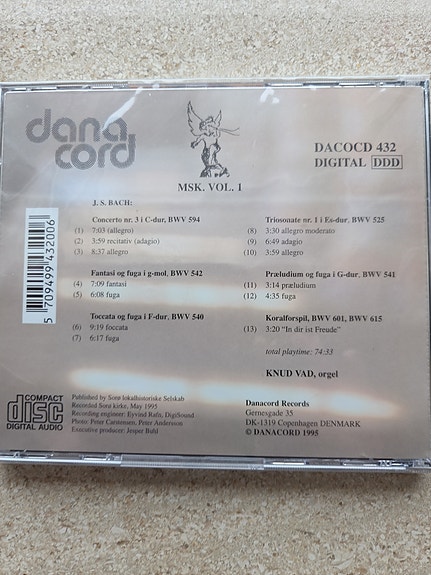 dana
cord
MSK. VOL. I
DACOCD 432
DIGITAL DDD
J. S. BACH:
Concerto nr. 3 i C-dur, BWV 594
(1) 7:03 (allegro)
(2) 3:59 recitativ (adagio)
(3) 8:37 allegro
Fantasi og fuga i g-mol, BWV 542
(4) 7:09 fantasi
(5) 6:08 fuga
Toccata og fuga i F-dur, BWV 540
(6) 9:19 foccata
(7) 6:17 fuga
Triosonate nr. 1 i Es-dur, BWV 525
(8) 3:30 allegro moderato
(9) 6:49 adagio
(10) 3:59 allegro
Præludium og fuga i G-dur, BWV 541
(11) 3:14 præludium
(12) 4:35 fuga
Koralforspil, BWV 601, BWV 615
(13) 3:20 "In dir ist Freude"
total playtime: 74:33
KNUD VAD, orgel
5 709499 432006
COMPACT
disc
DIGITAL AUDIO
Published by Sorø lokalhistoriske Selskab
Recorded Sorø kirke, May 1995
Recording engineer: Eyvind Rafn, DigiSound
Photo: Peter Carstensen, Peter Andersson
Executive producer: Jesper Buhl
Danacord Records
Gernesgade 35
DK-1319 Copenhagen DENMARK
© DANACORD 1995